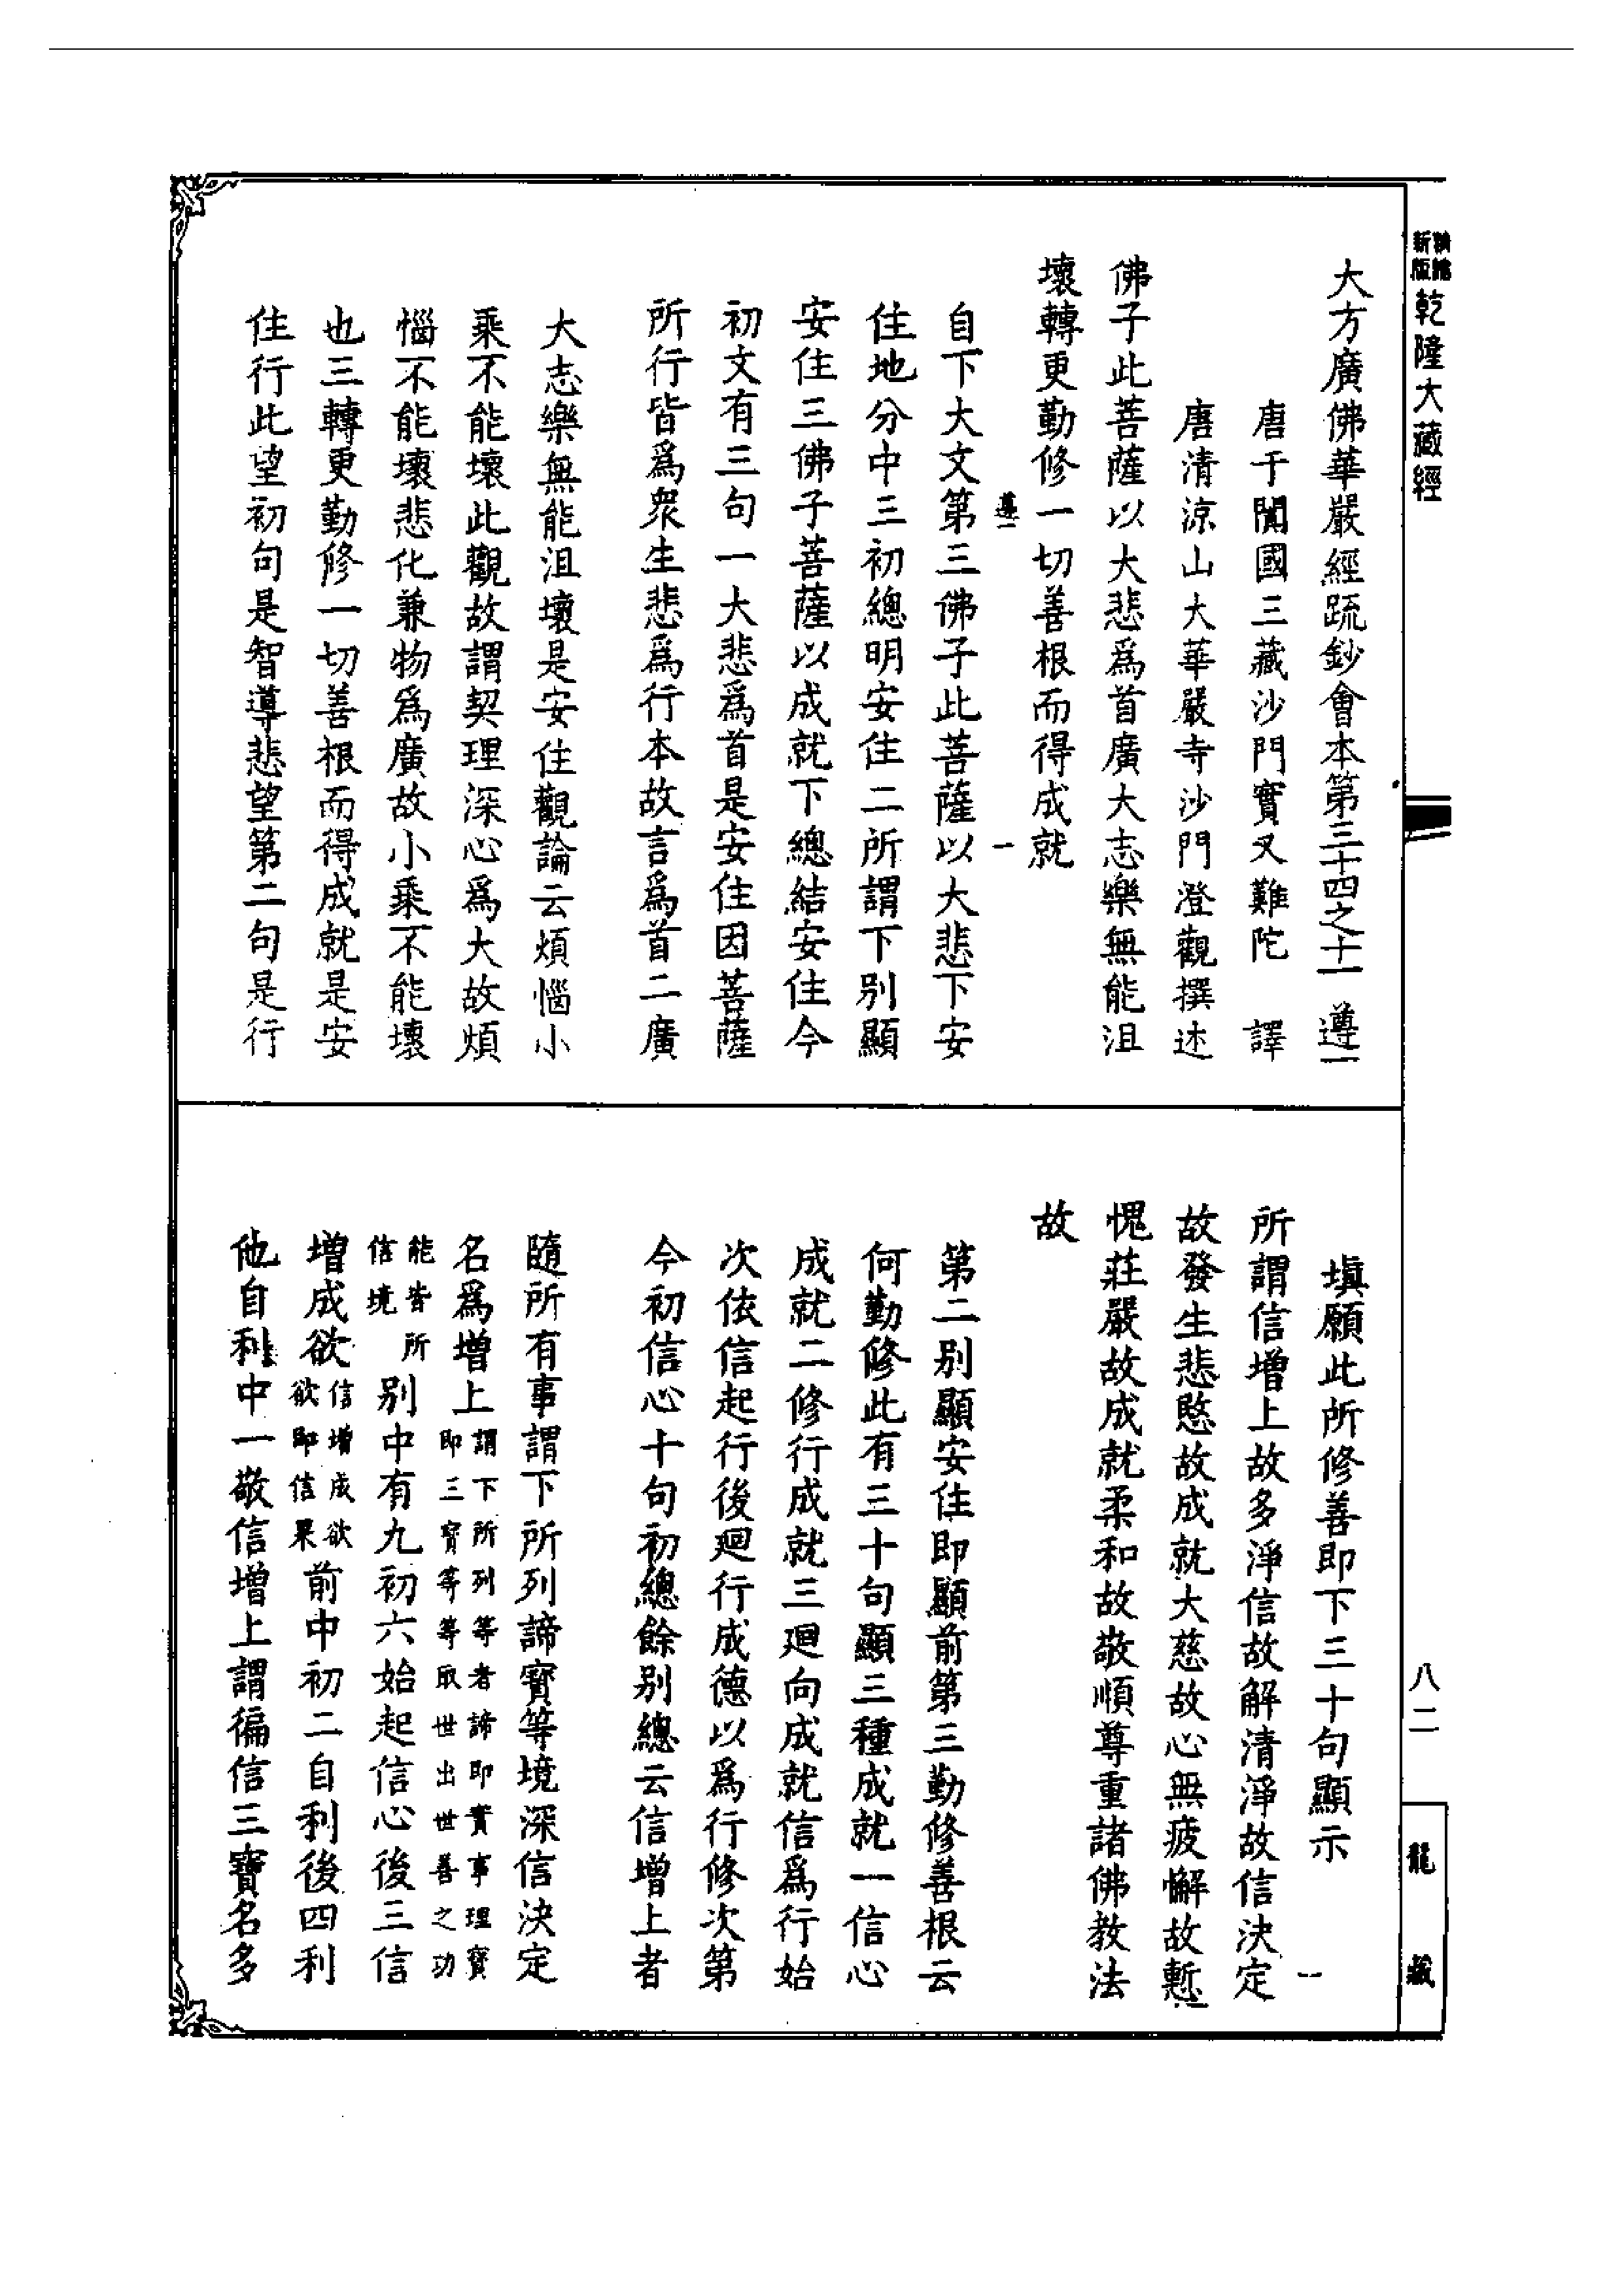 大方廣佛華嚴經疏鈔會本第三十四之十一　遵一
唐于闐國三藏沙門實叉難陀　譯
唐清涼山大華嚴寺沙門澄觀撰述
佛子此菩薩以大悲爲首廣大志樂無能沮
壞轉更勤修一切善根而得成就
遵一　一
自下大文第三佛子此菩薩以大悲下安
住地分中三初總明安住二所謂下別顯
安住三佛子菩薩以成就下總結安住今
初文有三句一大悲爲首是安住因菩薩
所行皆爲衆生悲爲行本故言爲首二廣
大志樂無能沮壞是安住觀論云煩惱小
乘不能壞此觀故謂契理深心爲大故煩
惱不能壞悲化兼物爲廣故小乘不能壞
也三轉更勤修一切善根而得成就是安
住行此望初句是智導悲望第二句是行
填願此所修善即下三十句顯示
一
所謂信增上故多淨信故解清淨故信決定
故發生悲愍故成就大慈故心無疲懈故慙
愧莊嚴故成就柔和故敬順尊重諸佛教法
故
第二別顯安住即顯前第三勤修善根云
何勤修此有三十句顯三種成就一信心
成就二修行成就三廻向成就信爲行始
次依信起行後廻行成德以爲行修次第
今初信心十句初總餘別總云信增上者
隨所有事謂下所列諦寶等境深信決定
名爲增上謂下所列等者諦即實事理寶
即三寶等等取世出世善之功
能皆所
信境
別中有九初六始起信心後三信
增成欲信增成欲
欲即信果前中初二自利後四利
他自利中一敬信增上謂徧信三寶名多
新版
乾隆大藏經
八二
龍藏